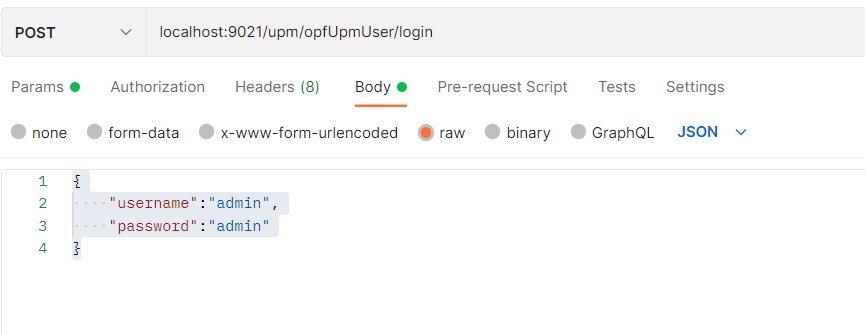 POST localhost:9021/upm/opfUpmUser/login
Params Authorization Headers (8) Body Pre-request Script Tests Settings
none form-data x-www-form-urlencoded raw binary GraphQL JSON
1 {
2 "username":"admin",
3 "password":"admin"
4 }